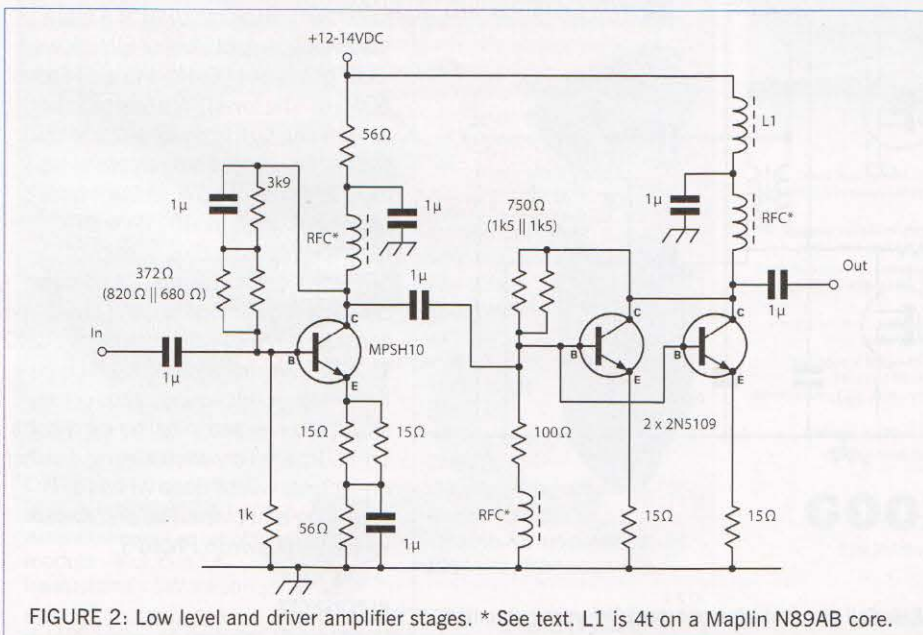 +12-14VDC
L1
56Ω
3k9
1μ
1μ
750Ω
(1k5 || 1k5)
1μ
RFC*
RFC*
372Ω
(820Ω || 680Ω)
1μ
Out
In
C
B
MPSH10
E
C
B
E
C
B
E
1μ
1μ
15Ω
15Ω
100Ω
2 x 2N5109
1k
56Ω
1μ
RFC*
15Ω
15Ω
FIGURE 2: Low level and driver amplifier stages. * See text. L1 is 4t on a Maplin N89AB core.